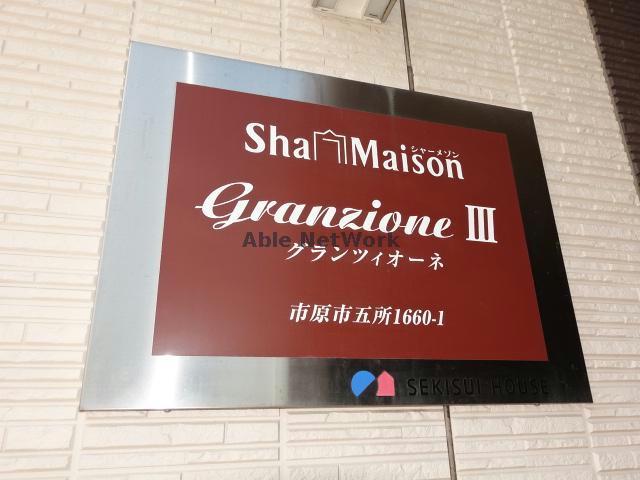 シャーメゾン
Sha Maison
Granzione III
Able NetWork
グランツィオーネ
市原市五所1660-1
SEKISUI HOUSE